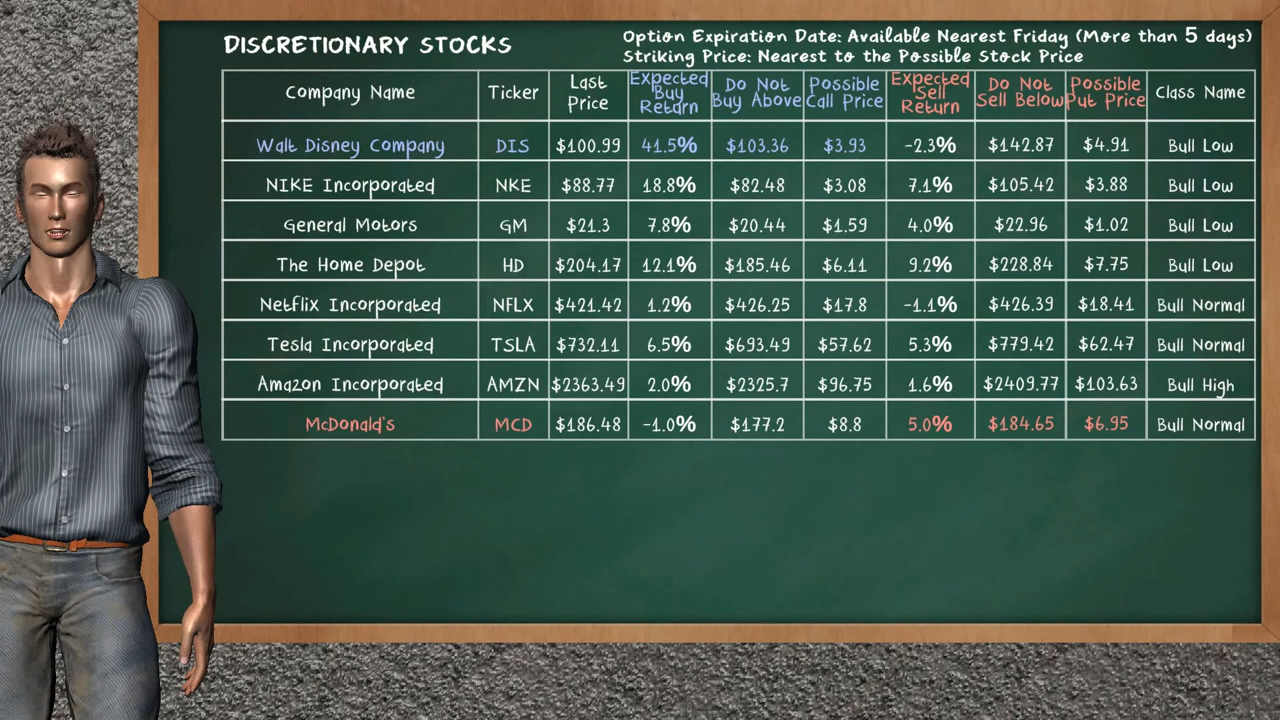 DISCRETIONARY STOCKS
Option Expiration Date: Available Nearest Friday (More than 5 days)
Striking Price: Nearest to the Possible Stock Price
Company Name Ticker Last Price Expected Buy Return Do Not Buy Above Possible Call Price Expected Sell Return Do Not Sell Below Possible Put Price Class Name
Walt Disney Company DIS $100.99 41.5% $103.36 $3.93 -2.3% $142.87 $4.91 Bull Low
NIKE Incorporated NKE $88.77 18.8% $82.48 $3.08 7.1% $105.42 $3.88 Bull Low
General Motors GM $21.3 7.8% $20.44 $1.59 4.0% $22.96 $1.02 Bull Low
The Home Depot HD $204.17 12.1% $185.46 $6.11 9.2% $228.84 $7.75 Bull Low
Netflix Incorporated NFLX $421.42 1.2% $426.25 $17.8 -1.1% $426.39 $18.41 Bull Normal
Tesla Incorporated TSLA $732.11 6.5% $693.49 $57.62 5.3% $779.42 $62.47 Bull Normal
Amazon Incorporated AMZN $2363.49 2.0% $2325.7 $96.75 1.6% $2409.77 $103.63 Bull High
McDonald's MCD $186.48 -1.0% $177.2 $8.8 5.0% $184.65 $6.95 Bull Normal